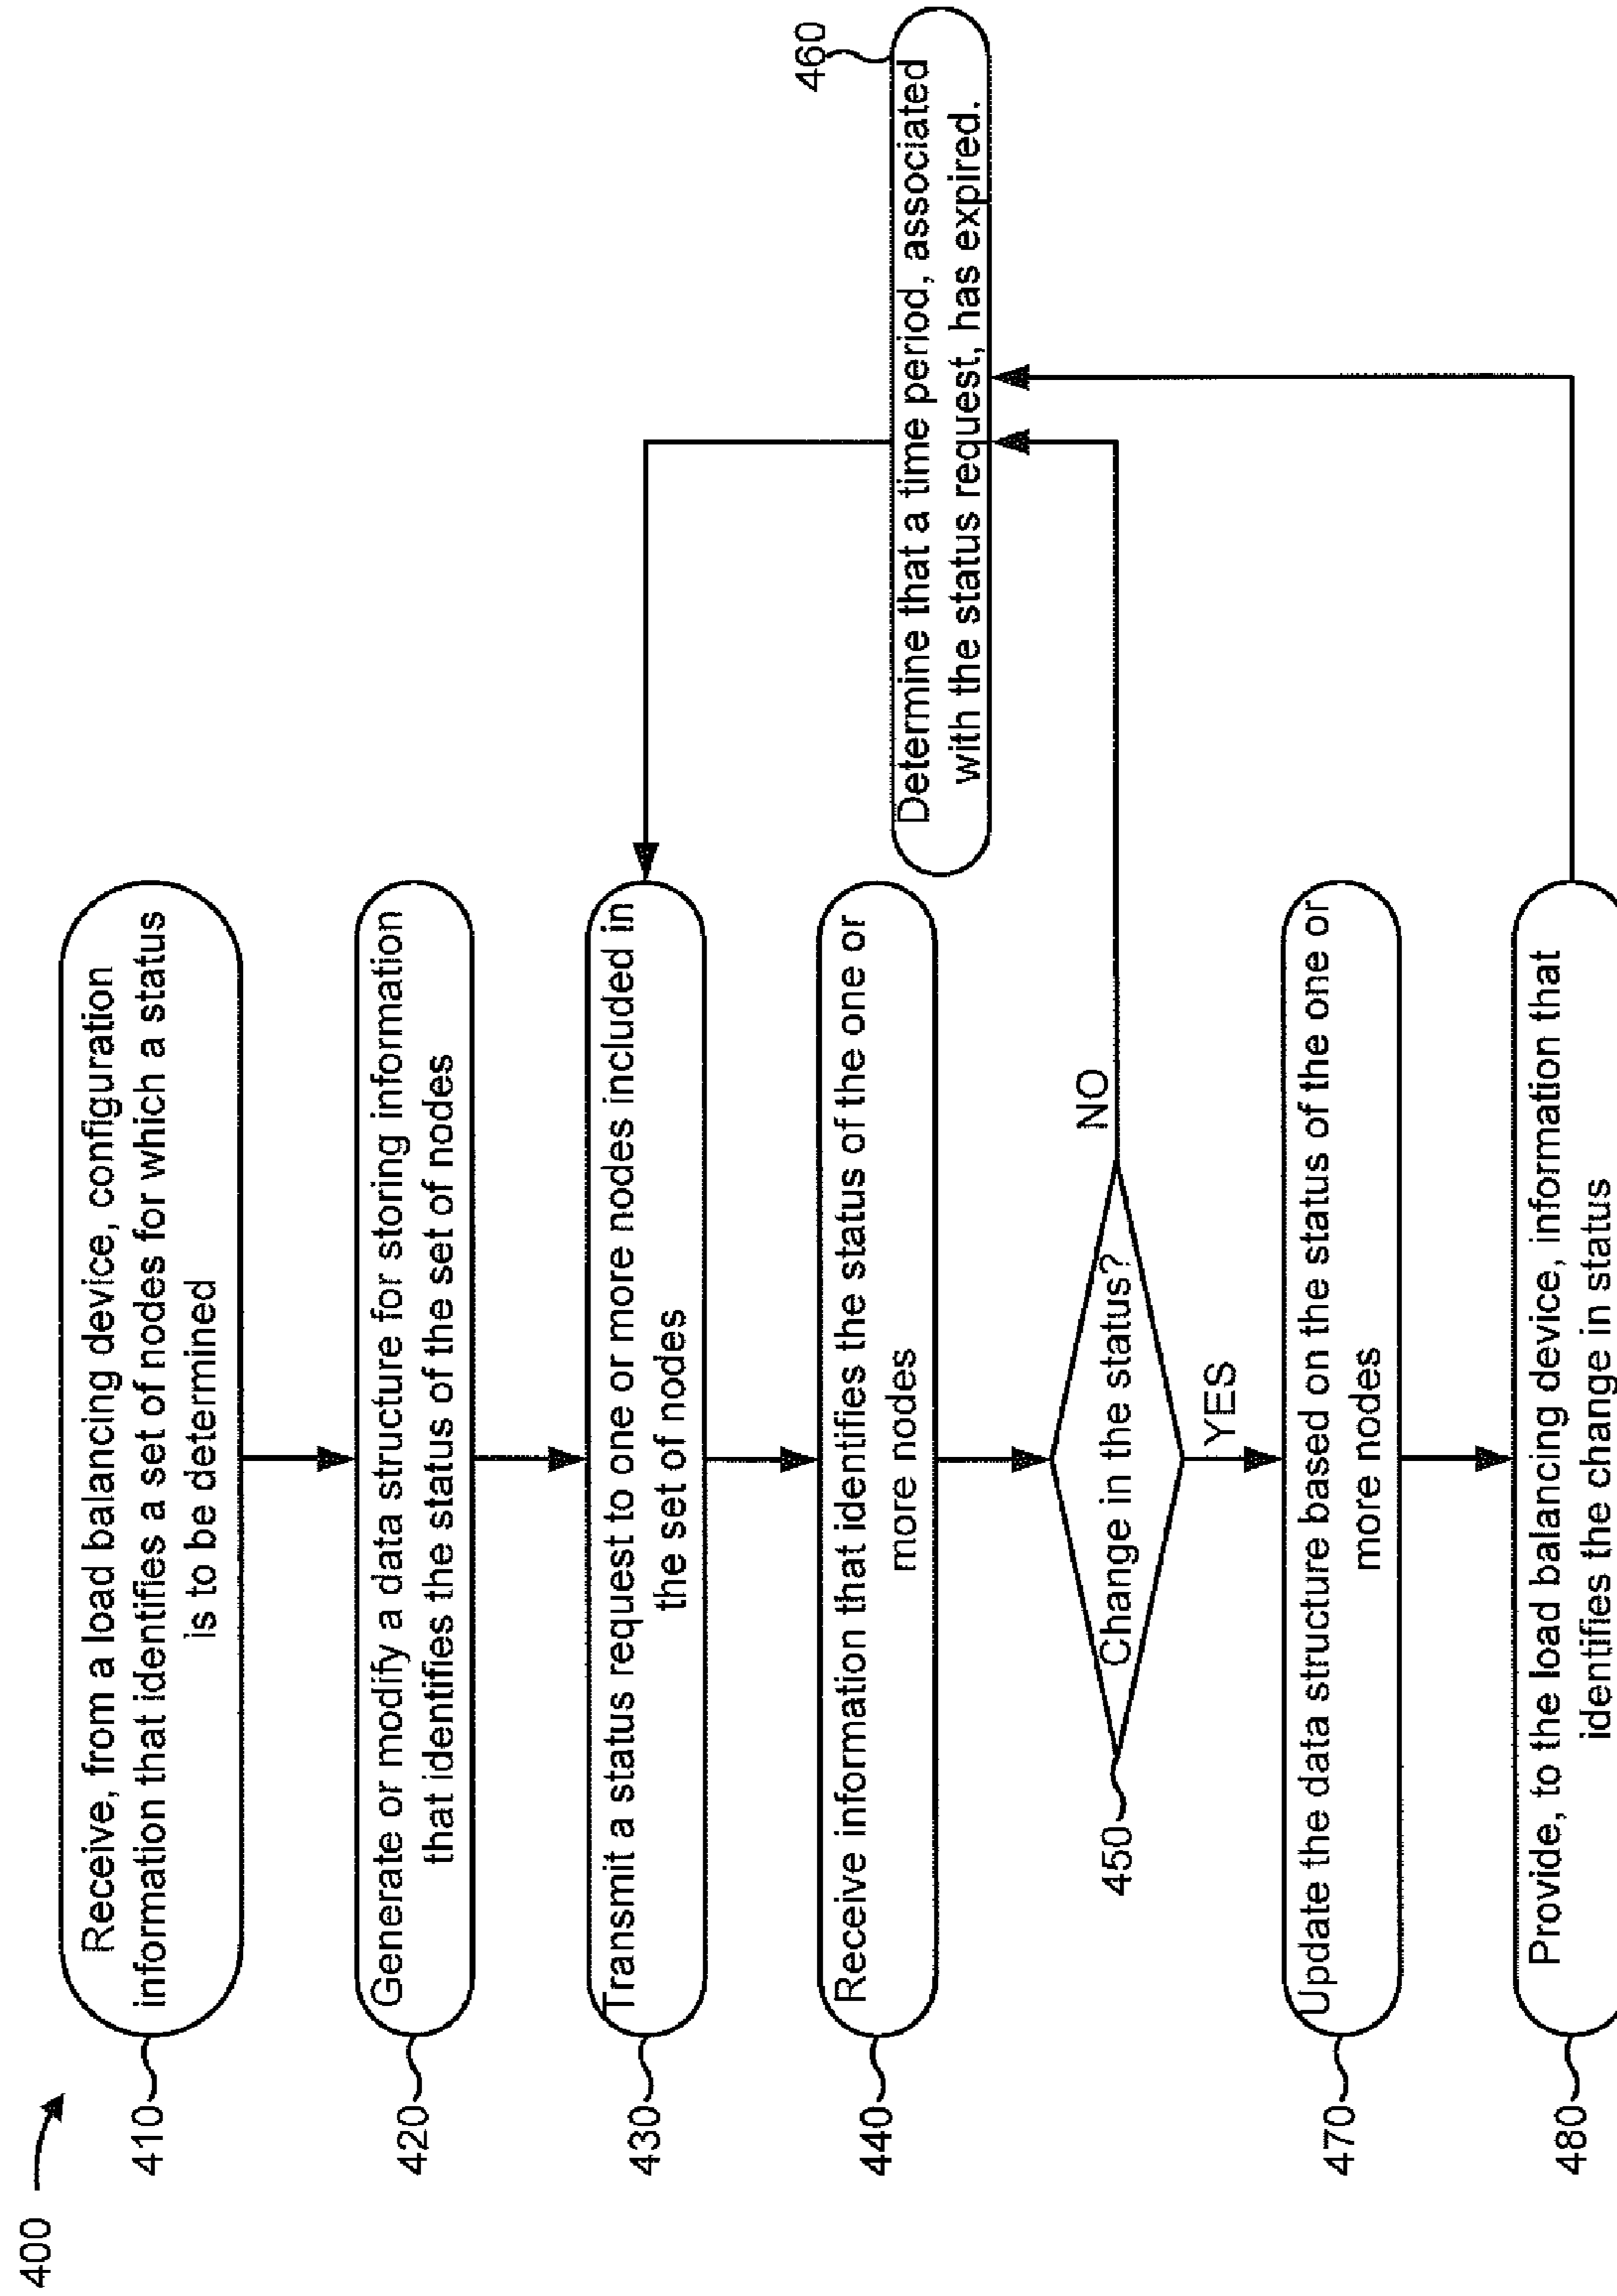 400
410
Receive, from a load balancing device, configuration
information that identifies a set of nodes for which a status
is to be determined
420
Generate or modify a data structure for storing information
that identifies the status of the set of nodes
430
Transmit a status request to one or more nodes included in
the set of nodes
440
Receive information that identifies the status of the one or
more nodes
460
Determine that a time period, associated
with the status request, has expired.
450
Change in the status?
NO
YES
470
Update the data structure based on the status of the one or
more nodes
480
Provide, to the load balancing device, information that
identifies the change in status